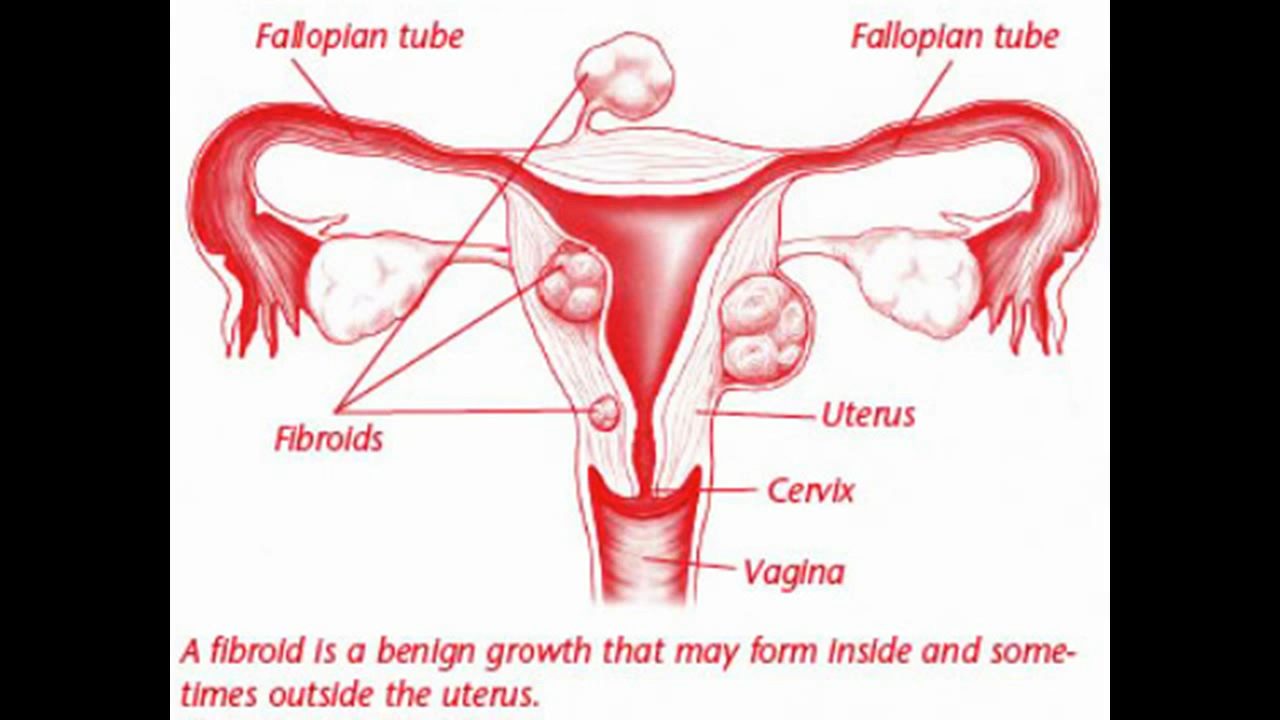 Fallopian tube
Fallopian tube
Fibroids
Uterus
Cervix
Vagina
A fibroid is a benign growth that may form inside and some-
times outside the uterus.